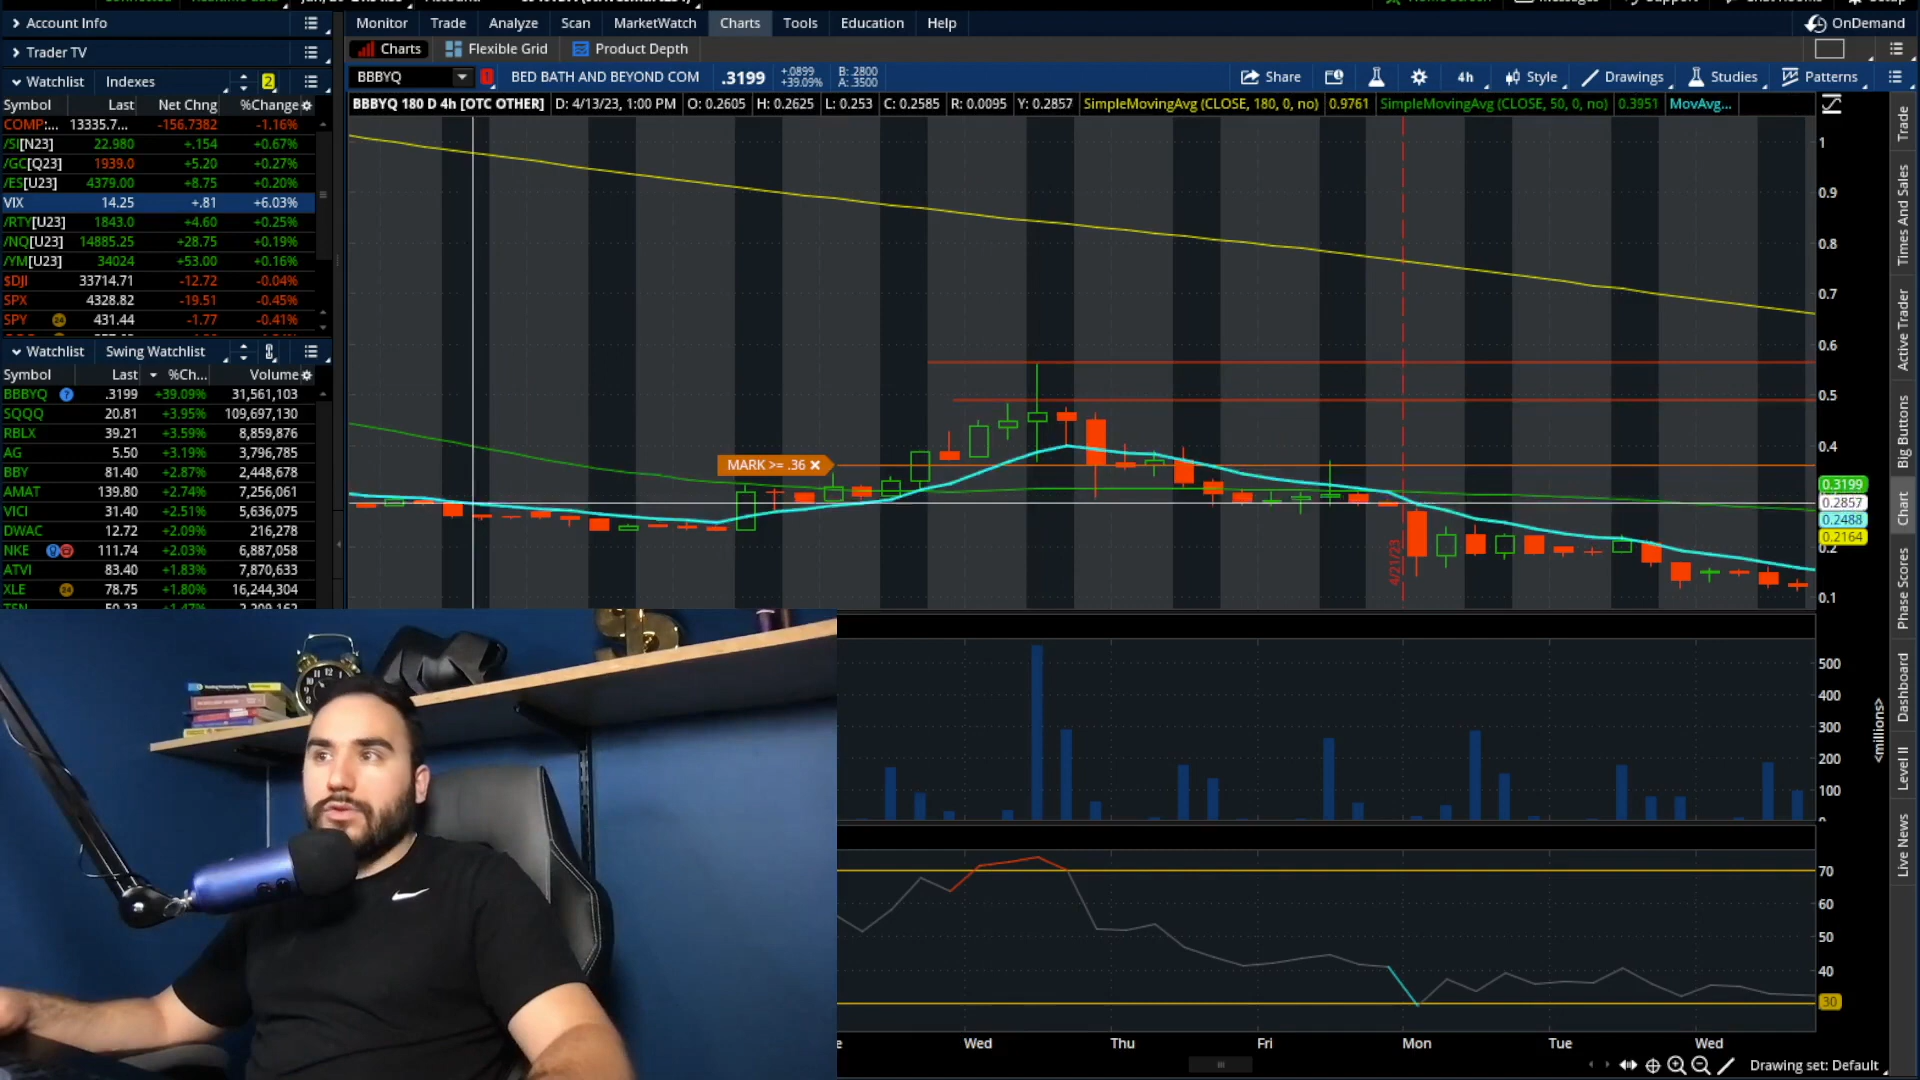 Account Info
Monitor Trade Analyze Scan MarketWatch Charts Tools Education Help
OnDemand
Trader TV
Charts Flexible Grid Product Depth
Watchlist Indexes 2
BBBYQ BED BATH AND BEYOND COM .3199 +.0899 +39.09% B: .2800 A: .3500
Share 4h Style Drawings Studies Patterns
Symbol Last Net Chng %Change
BBBYQ 180 D 4h [OTC OTHER] D: 4/13/23, 1:00 PM O: 0.2605 H: 0.2625 L: 0.253 C: 0.2585 R: 0.0095 Y: 0.2857 SimpleMovingAvg (CLOSE, 180, 0, no) 0.9761 SimpleMovingAvg (CLOSE, 50, 0, no) 0.3951 MovAvg...
COMP:... 13335.7... -156.7382 -1.16%
/SI[N23] 22.980 +.154 +0.67%
/GC[Q23] 1939.0 +5.20 +0.27%
/ES[U23] 4379.00 +8.75 +0.20%
VIX 14.25 +.81 +6.03%
/RTY[U23] 1843.0 +4.60 +0.25%
/NQ[U23] 14885.25 +28.75 +0.19%
/YM[U23] 34024 +53.00 +0.16%
$DJI 33714.71 -12.72 -0.04%
SPX 4328.82 -19.51 -0.45%
SPY 431.44 -1.77 -0.41%
Watchlist Swing Watchlist
Symbol Last %Ch... Volume
BBBYQ .3199 +39.09% 31,561,103
SQQQ 20.81 +3.95% 109,697,130
RBLX 39.21 +3.59% 8,859,876
AG 5.50 +3.19% 3,796,785
BBY 81.40 +2.87% 2,448,678
AMAT 139.80 +2.74% 7,256,061
VICI 31.40 +2.51% 5,636,075
DWAC 12.72 +2.09% 216,278
NKE 111.74 +2.03% 6,887,058
ATVI 83.40 +1.83% 7,870,633
XLE 78.75 +1.80% 16,244,304
MARK >= .36
4/21/23
1
0.9
0.8
0.7
0.6
0.5
0.4
0.3199
0.2857
0.2488
0.2164
0.2
0.1
500
400
300
200
100
<millions>
70
60
50
40
30
Wed Thu Fri Mon Tue Wed
Drawing set: Default
Trade
Times And Sales
Active Trader
Big Buttons
Chart
Phase Scores
Dashboard
Level II
Live News